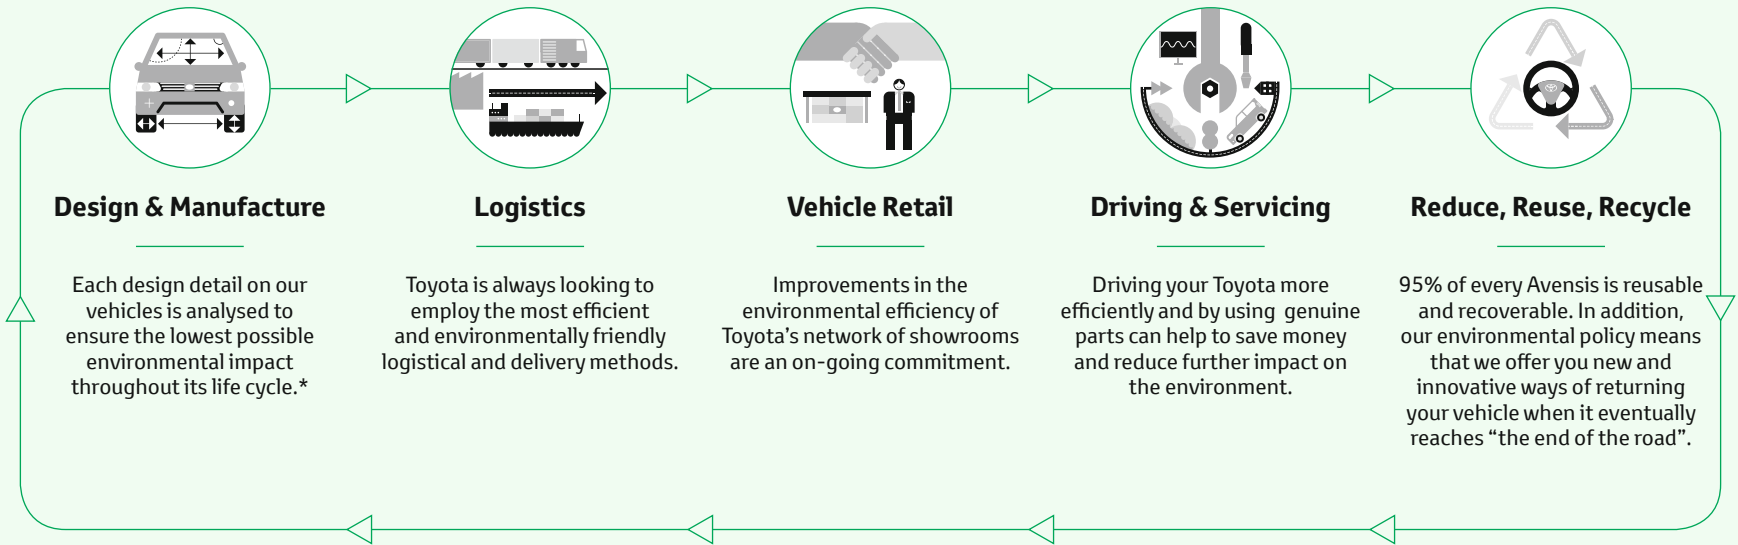 Design & Manufacture
Each design detail on our
vehicles is analysed to
ensure the lowest possible
environmental impact
throughout its life cycle.*
Logistics
Toyota is always looking to
employ the most efficient
and environmentally friendly
logistical and delivery methods.
Vehicle Retail
Improvements in the
environmental efficiency of
Toyota's network of showrooms
are an on-going commitment.
Driving & Servicing
Driving your Toyota more
efficiently and by using genuine
parts can help to save money
and reduce further impact on
the environment.
Reduce, Reuse, Recycle
95% of every Avensis is reusable
and recoverable. In addition,
our environmental policy means
that we offer you new and
innovative ways of returning
your vehicle when it eventually
reaches “the end of the road”.